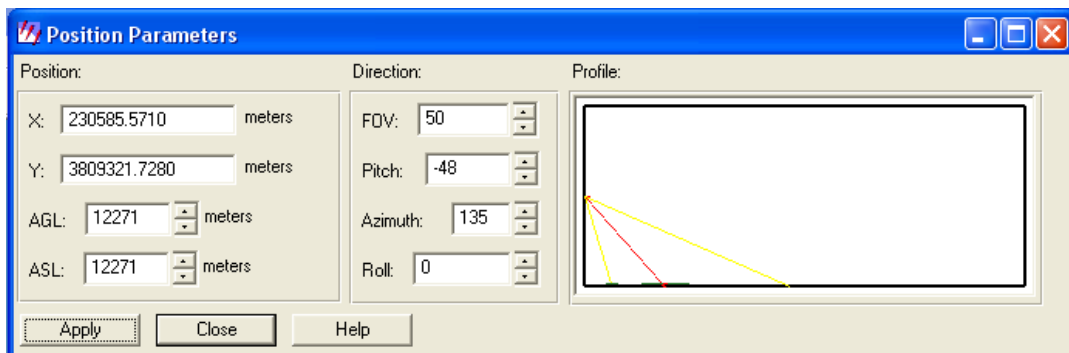 Position Parameters
Position:
X: 230585.5710 meters
Y: 3809321.7280 meters
AGL: 12271 meters
ASL: 12271 meters
Direction:
FOV: 50
Pitch: -48
Azimuth: 135
Roll: 0
Profile:
Apply Close Help